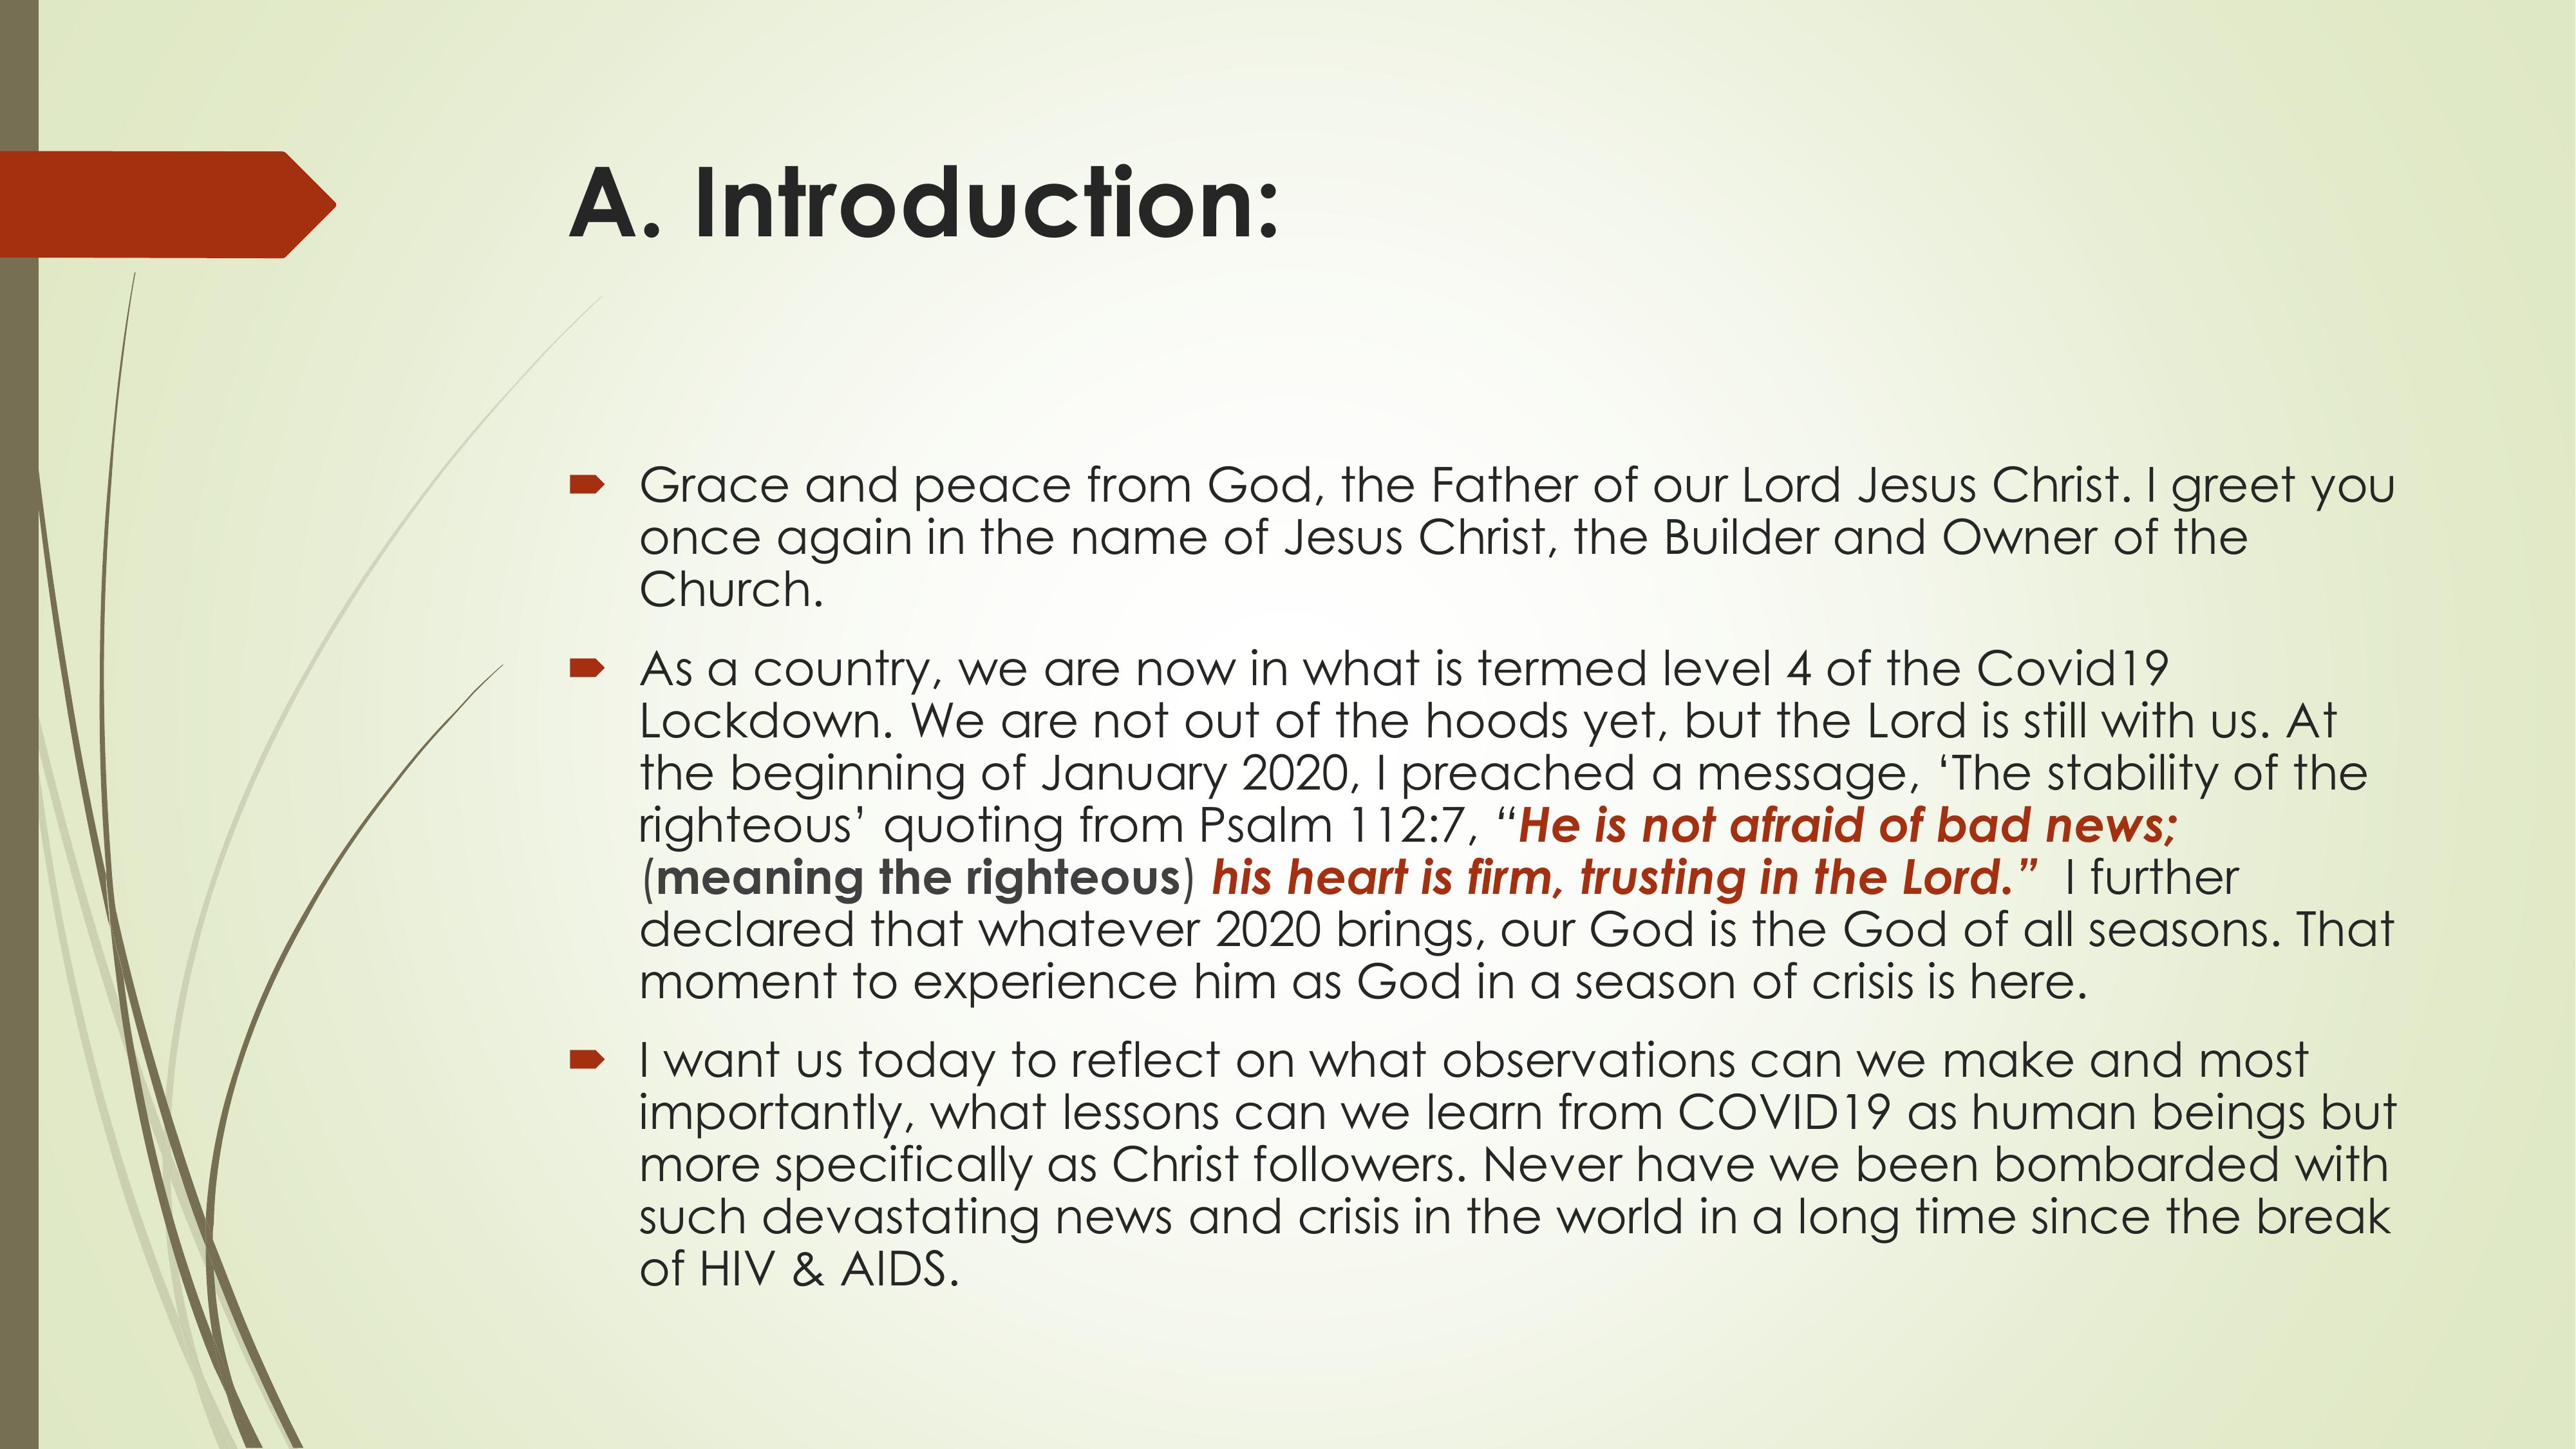 A. Introduction:
Grace and peace from God, the Father of our Lord Jesus Christ. I greet you
once again in the name of Jesus Christ, the Builder and Owner of the
Church.
As a country, we are now in what is termed level 4 of the Covid19
Lockdown. We are not out of the hoods yet, but the Lord is still with us. At
the beginning of January 2020, I preached a message, ‘The stability of the
righteous’ quoting from Psalm 112:7, “He is not afraid of bad news;
(meaning the righteous) his heart is firm, trusting in the Lord.” I further
declared that whatever 2020 brings, our God is the God of all seasons. That
moment to experience him as God in a season of crisis is here.
I want us today to reflect on what observations can we make and most
importantly, what lessons can we learn from COVID19 as human beings but
more specifically as Christ followers. Never have we been bombarded with
such devastating news and crisis in the world in a long time since the break
of HIV & AIDS.